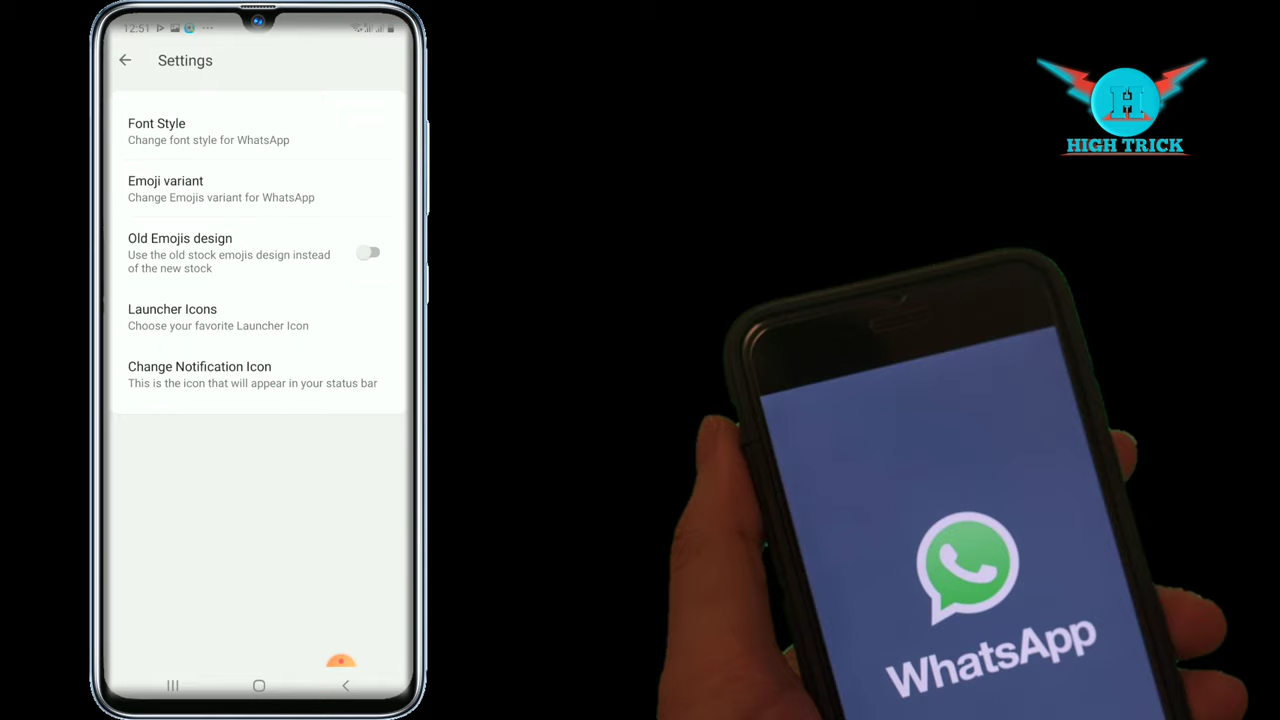 12:51
Settings
Font Style
Change font style for WhatsApp
Emoji variant
Change Emojis variant for WhatsApp
Old Emojis design
Use the old stock emojis design instead
of the new stock
Launcher Icons
Choose your favorite Launcher Icon
Change Notification Icon
This is the icon that will appear in your status bar
H
HIGH TRICK
WhatsApp